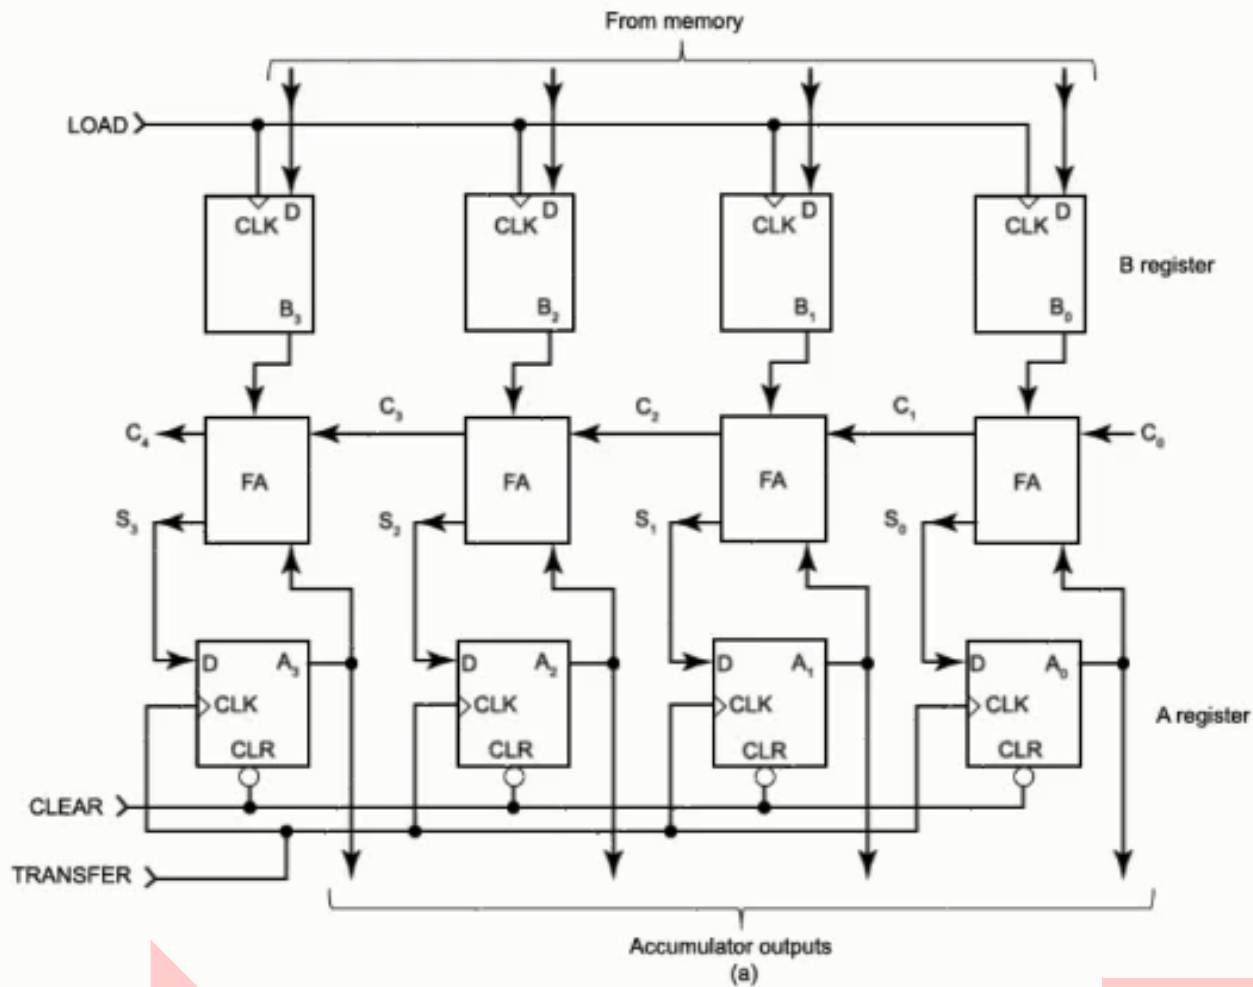 From memory
LOAD
CLK D CLK D CLK D CLK D
B register
B₃ B₂ B₁ B₀
C₄ C₃ C₂ C₁ C₀
FA FA FA FA
S₃ S₂ S₁ S₀
D A₃ D A₂ D A₁ D A₀
CLK CLK CLK CLK
A register
CLR CLR CLR CLR
CLEAR
TRANSFER
Accumulator outputs
(a)